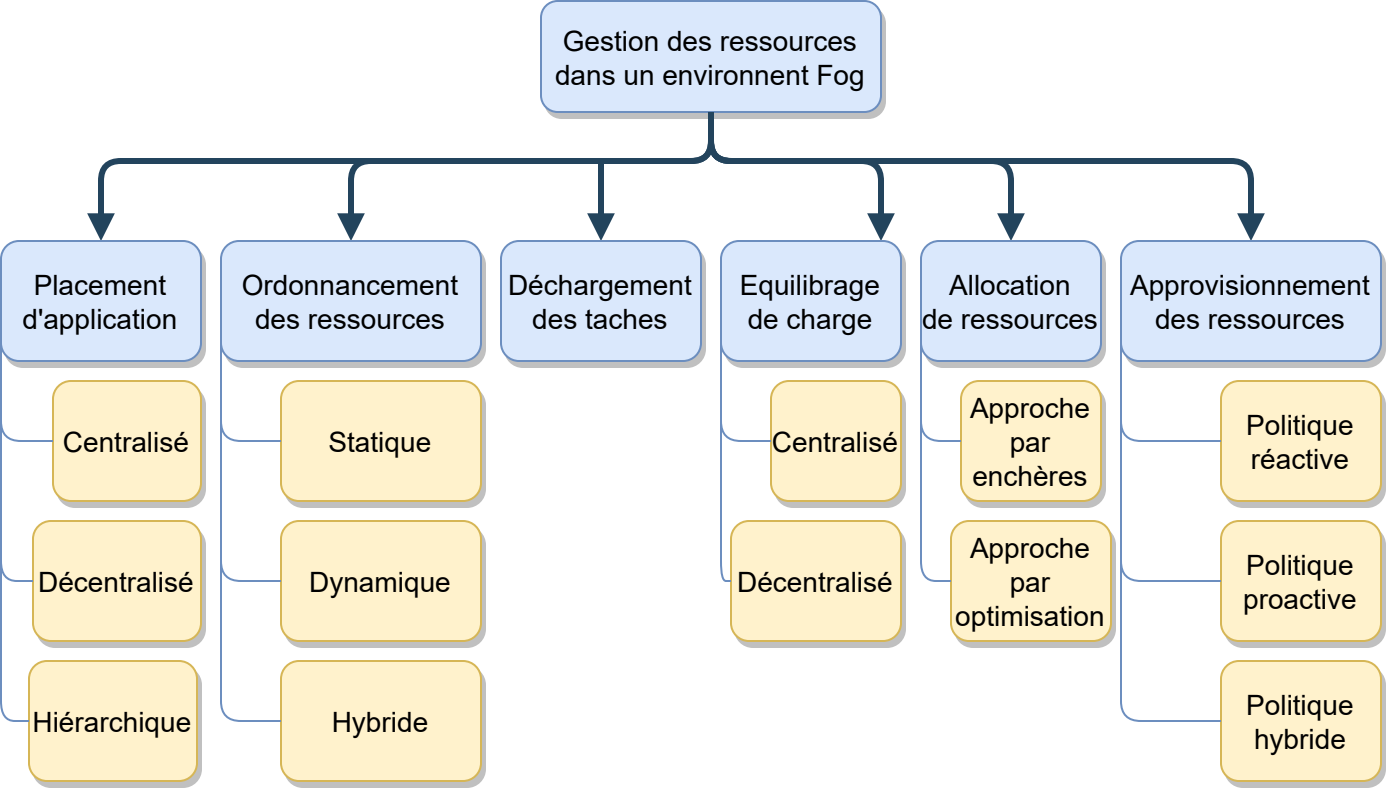 Gestion des ressources
dans un environnent Fog
Placement
d'application
Ordonnancement
des ressources
Déchargement
des taches
Equilibrage
de charge
Allocation
de ressources
Approvisionnement
des ressources
Centralisé
Décentralisé
Hiérarchique
Statique
Dynamique
Hybride
Centralisé
Décentralisé
Approche
par
enchères
Approche
par
optimisation
Politique
réactive
Politique
proactive
Politique
hybride